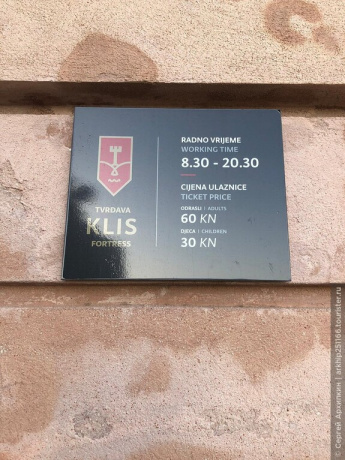 TVRĐAVA
KLIS
FORTRESS
RADNO VRIJEME
WORKING TIME
8.30 - 20.30
CIJENA ULAZNICE
TICKET PRICE
ODRASLI | ADULTS
60 KN
DJECA | CHILDREN
30 KN
© Сергей Архипкин | arkhip251166.tourister.ru